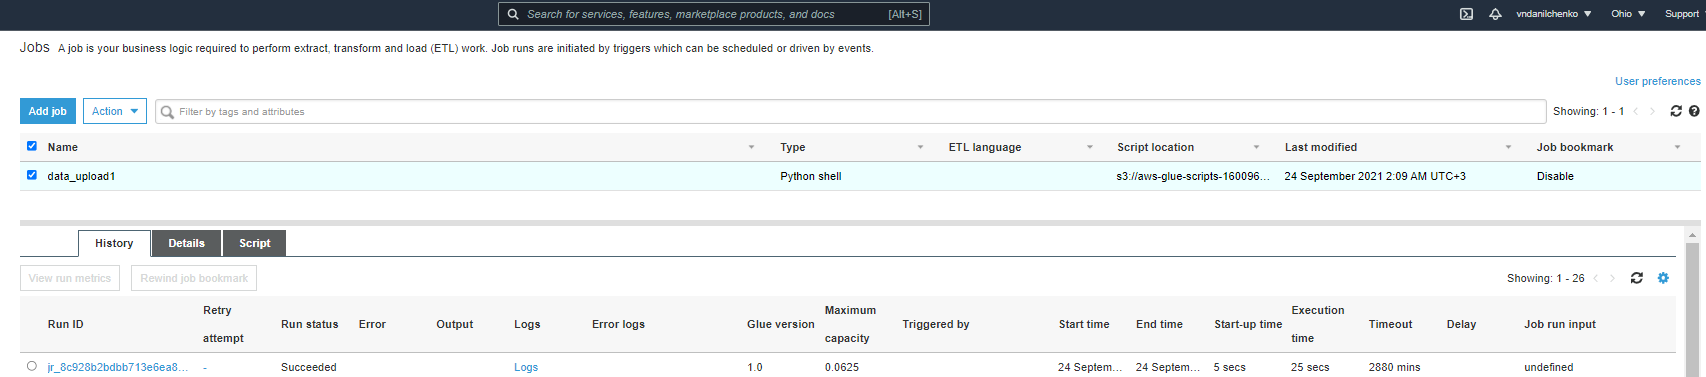 Search for services, features, marketplace products, and docs [Alt+S] vndanilchenko Ohio Support
Jobs A job is your business logic required to perform extract, transform and load (ETL) work. Job runs are initiated by triggers which can be scheduled or driven by events.
User preferences
Add job Action Filter by tags and attributes Showing: 1 - 1
Name Type ETL language Script location Last modified Job bookmark
data_upload1 Python shell s3://aws-glue-scripts-160096... 24 September 2021 2:09 AM UTC+3 Disable
History Details Script
View run metrics Rewind job bookmark Showing: 1 - 26
Run ID Retry attempt Run status Error Output Logs Error logs Glue version Maximum capacity Triggered by Start time End time Start-up time Execution time Timeout Delay Job run input
jr_8c928b2bdbb713e6ea8... - Succeeded Logs 1.0 0.0625 24 Septem... 24 Septem... 5 secs 25 secs 2880 mins undefined